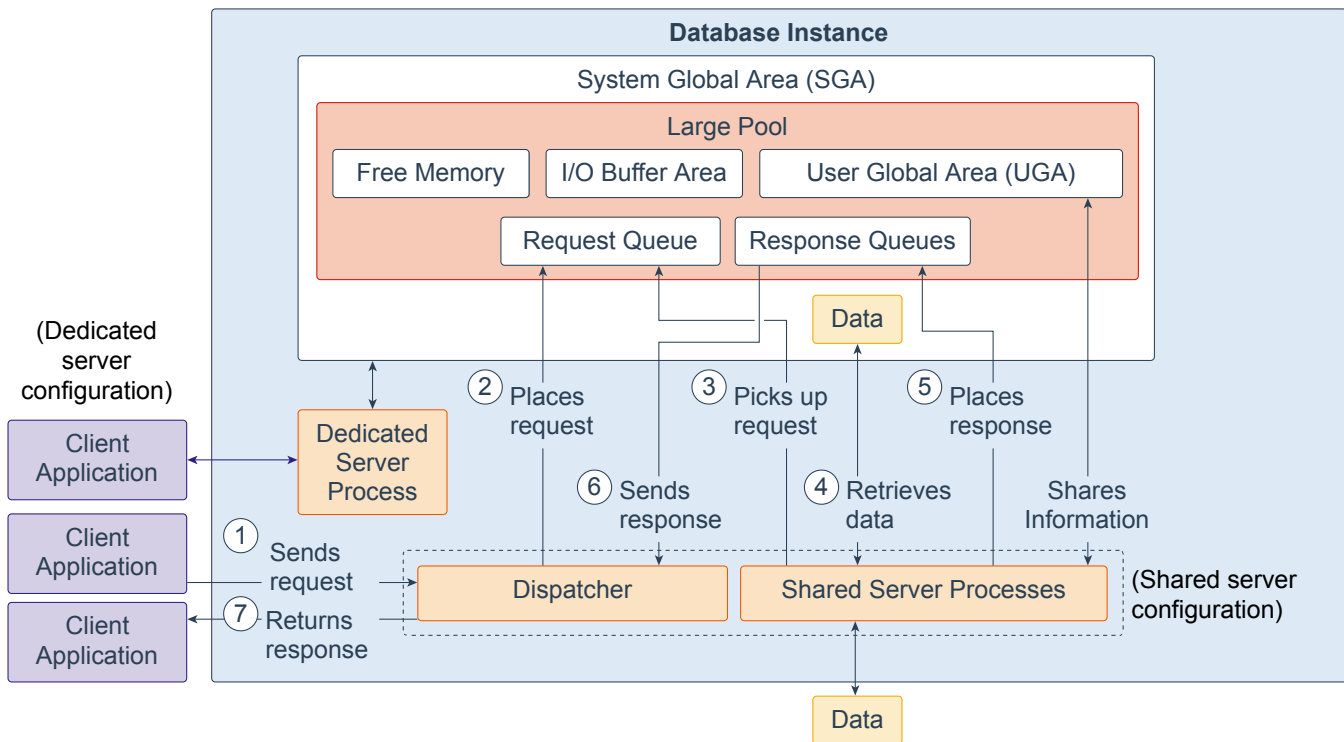 Database Instance
System Global Area (SGA)
Large Pool
Free Memory
I/O Buffer Area
User Global Area (UGA)
Request Queue
Response Queues
Data
(Dedicated
server
configuration)
2
Places
request
3
Picks up
request
5
Places
response
Client
Application
Dedicated
Server
Process
6
Sends
response
4
Retrieves
data
Shares
Information
Client
Application
1
Sends
request
Dispatcher
Shared Server Processes
(Shared server
configuration)
Client
Application
7
Returns
response
Data